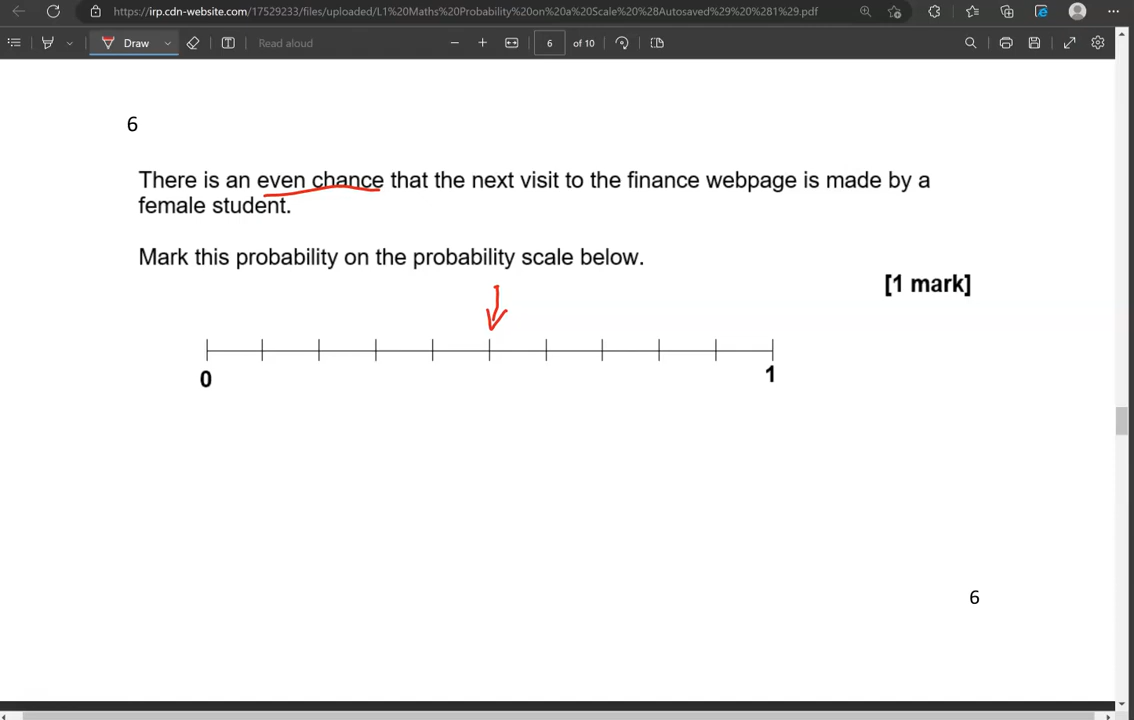 https://irp.cdn-website.com/17529233/files/uploaded/L1%20Maths%20Probability%20on%20a%20Scale%20%28Autosaved%29%20%281%29.pdf
Draw
Read aloud
6
of 10
6
There is an even chance that the next visit to the finance webpage is made by a
female student.
Mark this probability on the probability scale below.
[1 mark]
0
1
6